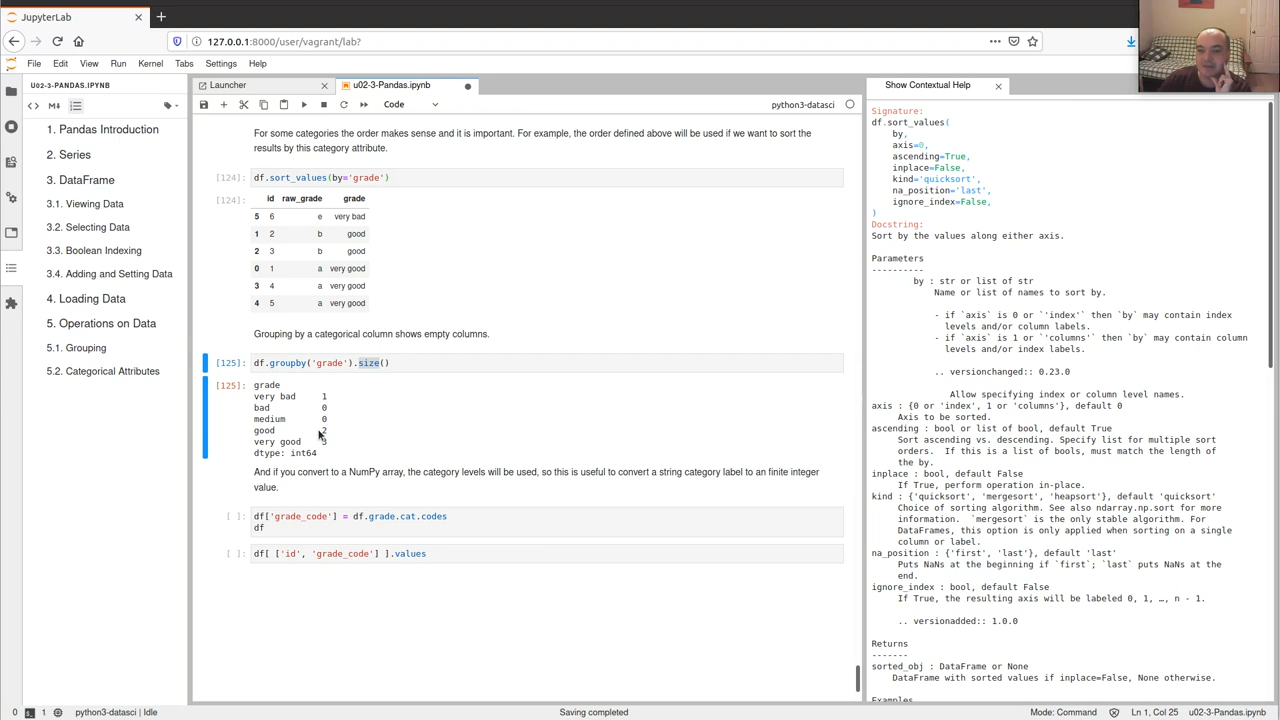 JupyterLab
127.0.0.1:8000/user/vagrant/lab?
File Edit View Run Kernel Tabs Settings Help
U02-3-PANDAS.IPYNB
1. Pandas Introduction
2. Series
3. DataFrame
3.1. Viewing Data
3.2. Selecting Data
3.3. Boolean Indexing
3.4. Adding and Setting Data
4. Loading Data
5. Operations on Data
5.1. Grouping
5.2. Categorical Attributes
Launcher
u02-3-Pandas.ipynb
Code
python3-datasci
For some categories the order makes sense and it is important. For example, the order defined above will be used if we want to sort the
results by this category attribute.
[124]: df.sort_values(by='grade')
[124]: id raw_grade grade
5 6 e very bad
1 2 b good
2 3 b good
0 1 a very good
3 4 a very good
4 5 a very good
Grouping by a categorical column shows empty columns.
[125]: df.groupby('grade').size()
[125]: grade
very bad 1
bad 0
medium 0
good 2
very good 3
dtype: int64
And if you convert to a NumPy array, the category levels will be used, so this is useful to convert a string category label to an finite integer
value.
[ ]: df['grade_code'] = df.grade.cat.codes
df
[ ]: df[ ['id', 'grade_code'] ].values
Show Contextual Help
Signature:
df.sort_values(
by,
axis=0,
ascending=True,
inplace=False,
kind='quicksort',
na_position='last',
ignore_index=False,
)
Docstring:
Sort by the values along either axis.
Parameters
----------
by : str or list of str
Name or list of names to sort by.
- if `axis` is 0 or `'index'` then `by` may contain index
levels and/or column labels.
- if `axis` is 1 or `'columns'` then `by` may contain column
levels and/or index labels.
.. versionchanged:: 0.23.0
Allow specifying index or column level names.
axis : {0 or 'index', 1 or 'columns'}, default 0
Axis to be sorted.
ascending : bool or list of bool, default True
Sort ascending vs. descending. Specify list for multiple sort
orders. If this is a list of bools, must match the length of
the by.
inplace : bool, default False
If True, perform operation in-place.
kind : {'quicksort', 'mergesort', 'heapsort'}, default 'quicksort'
Choice of sorting algorithm. See also ndarray.np.sort for more
information. `mergesort` is the only stable algorithm. For
DataFrames, this option is only applied when sorting on a single
column or label.
na_position : {'first', 'last'}, default 'last'
Puts NaNs at the beginning if `first`; `last` puts NaNs at the
end.
ignore_index : bool, default False
If True, the resulting axis will be labeled 0, 1, …, n - 1.
.. versionadded:: 1.0.0
Returns
-------
sorted_obj : DataFrame or None
DataFrame with sorted values if inplace=False, None otherwise.
Examples
0 1 python3-datasci | Idle
Saving completed
Mode: Command
Ln 1, Col 25
u02-3-Pandas.ipynb